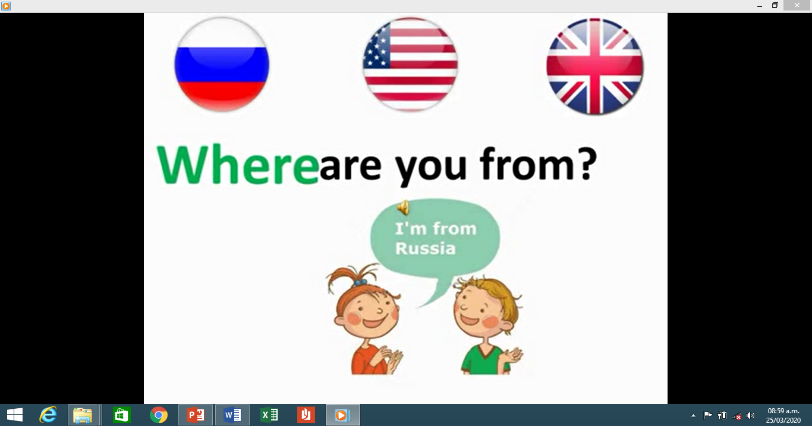 Where are you from?
I'm from
Russia
08:59 a.m.
25/03/2020